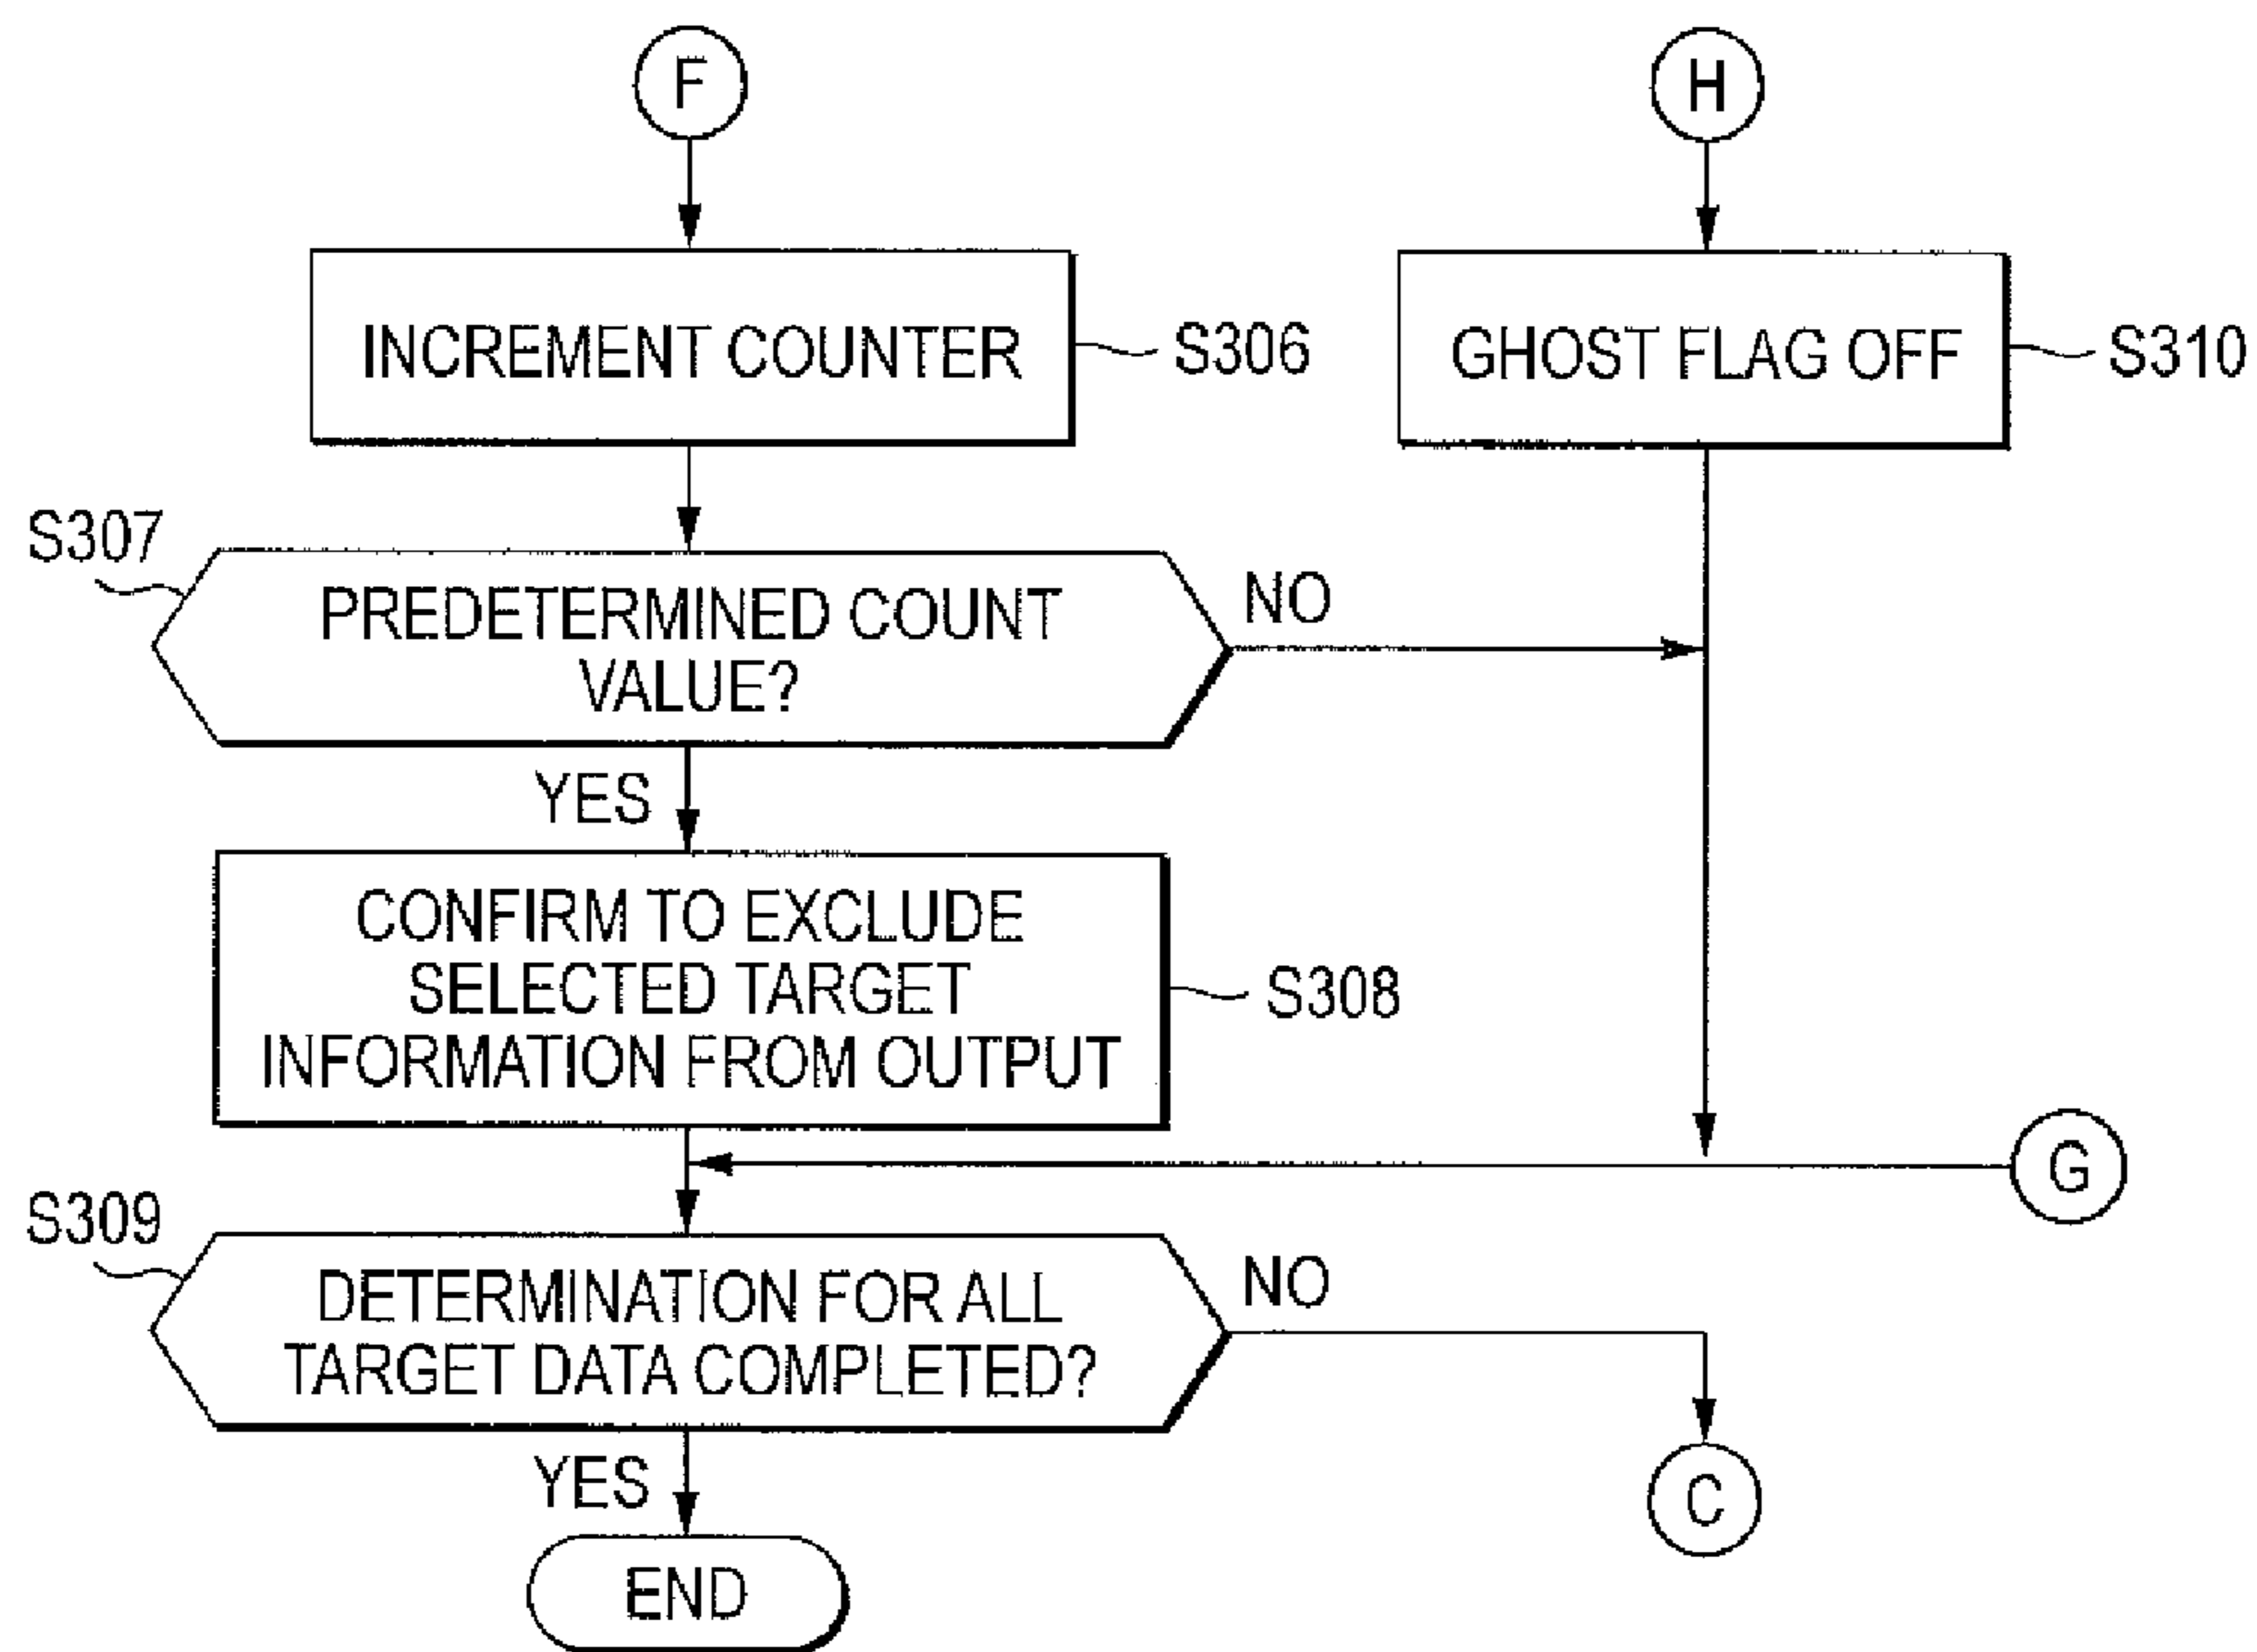 F
H
INCREMENT COUNTER
S306
GHOST FLAG OFF
S310
S307
PREDETERMINED COUNT
VALUE?
NO
YES
CONFIRM TO EXCLUDE
SELECTED TARGET
INFORMATION FROM OUTPUT
S308
G
S309
DETERMINATION FOR ALL
TARGET DATA COMPLETED?
NO
YES
C
END